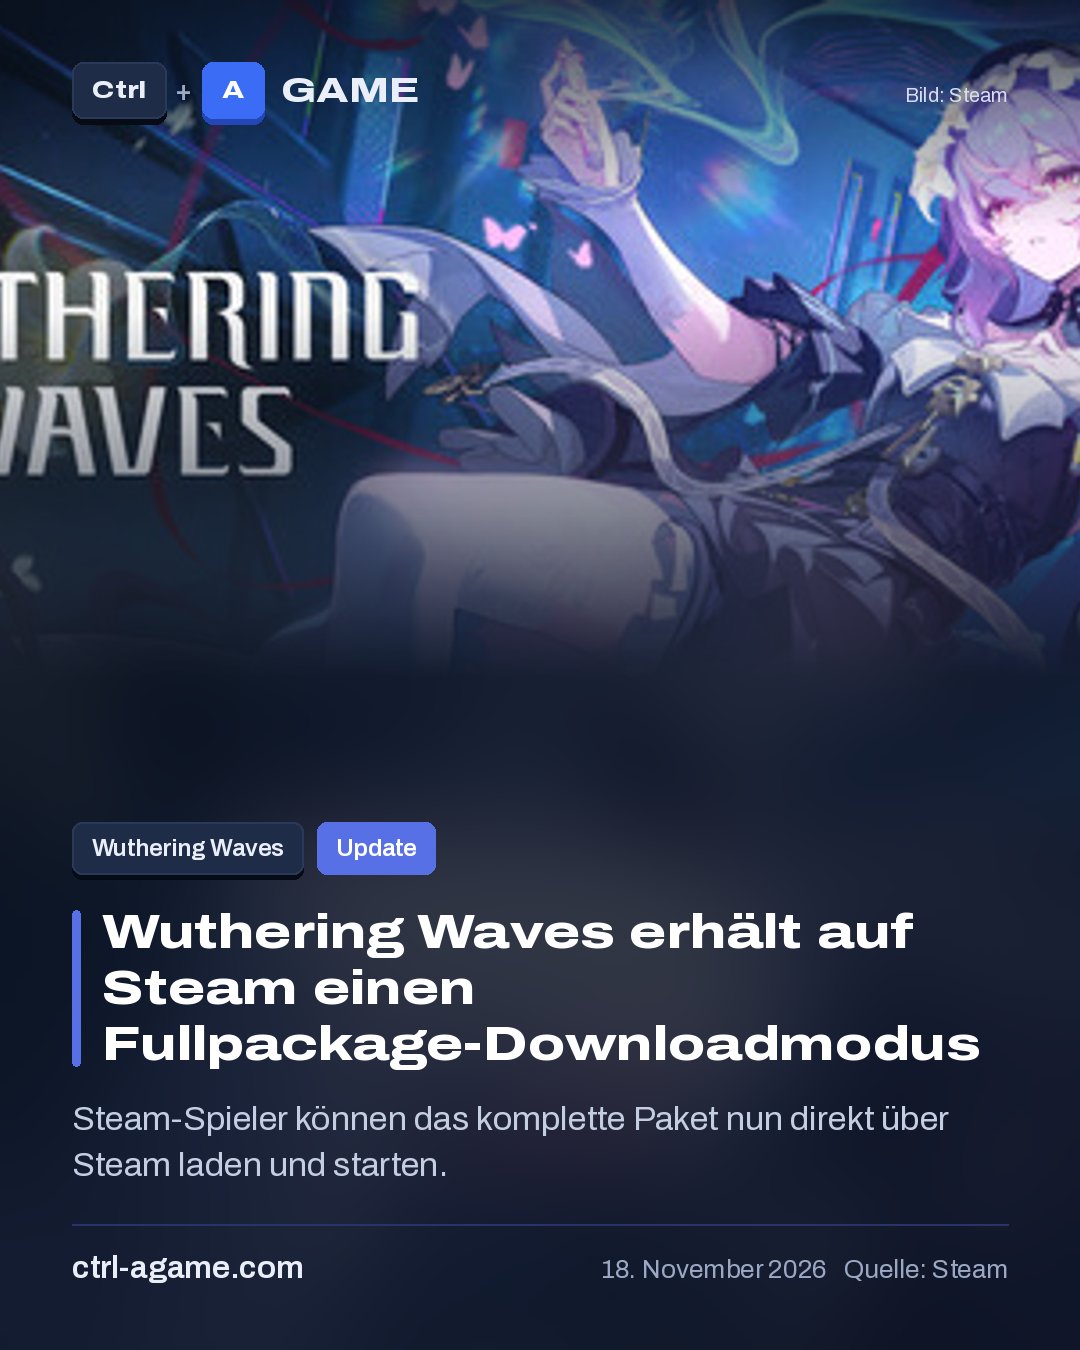 Ctrl + A GAME
Bild: Steam
THERING
WAVES
Wuthering Waves Update
Wuthering Waves erhält auf
Steam einen
Fullpackage-Downloadmodus
Steam-Spieler können das komplette Paket nun direkt über
Steam laden und starten.
ctrl-agame.com
18. November 2026 Quelle: Steam